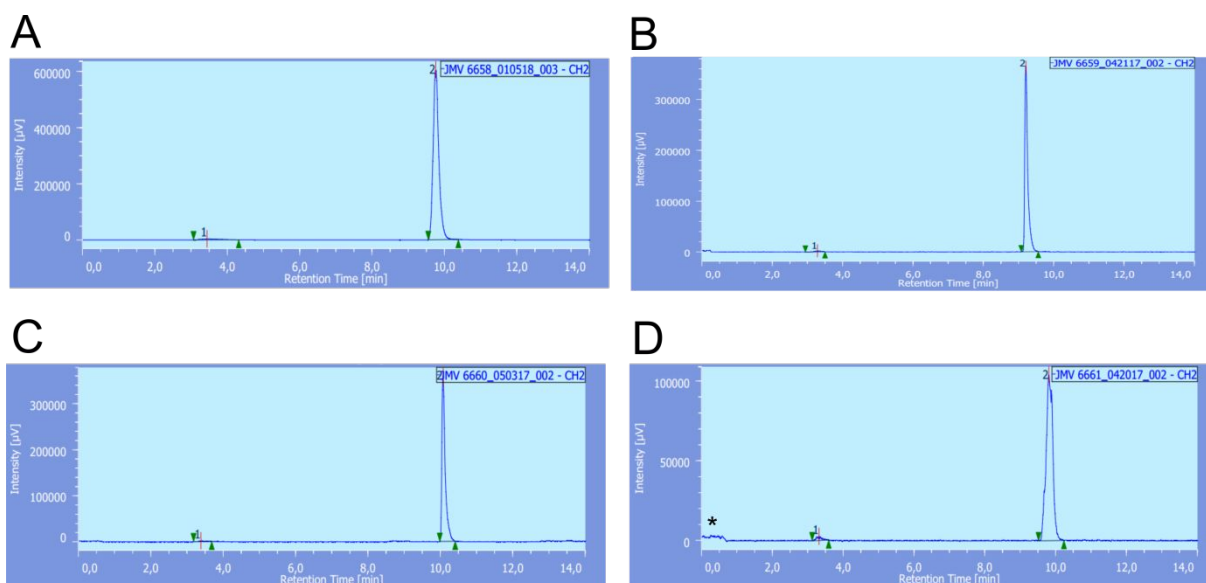 A
2 JMV 6658_010518_003 - CH2
Intensity [µV]
600000
400000
200000
0
1
0,0 2,0 4,0 6,0 8,0 10,0 12,0 14,0
Retention Time [min]
B
2 JMV 6659_042117_002 - CH2
Intensity [µV]
300000
200000
100000
0
1
0,0 2,0 4,0 6,0 8,0 10,0 12,0 14,0
Retention Time [min]
C
2 JMV 6660_050317_002 - CH2
Intensity [µV]
300000
200000
100000
0
1
0,0 2,0 4,0 6,0 8,0 10,0 12,0 14,0
Retention Time [min]
D
2 JMV 6661_042017_002 - CH2
Intensity [µV]
100000
50000
0
*
1
0,0 2,0 4,0 6,0 8,0 10,0 12,0 14,0
Retention Time [min]